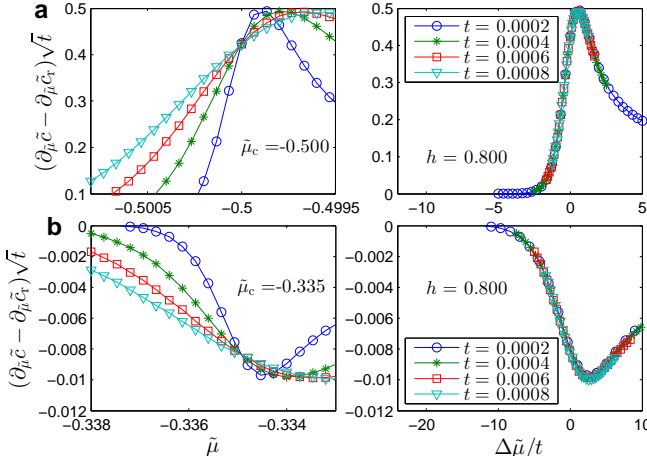 a
(∂μ̃ c̃ − ∂μ̃ c̃r)√t
0.5
0.4
0.3
0.2
0.1
−0.5005 −0.5 −0.4995
μ̃c =-0.500
0.5
0.4
0.3
0.2
0.1
0
−10 −5 0 5
t = 0.0002
t = 0.0004
t = 0.0006
t = 0.0008
h = 0.800
b
(∂μ̃ c̃ − ∂μ̃ c̃r)√t
0
−0.002
−0.004
−0.006
−0.008
−0.01
−0.012
−0.338 −0.336 −0.334
μ̃c =-0.335
μ̃
0
−0.002
−0.004
−0.006
−0.008
−0.01
−0.012
−20 −10 0 10
h = 0.800
t = 0.0002
t = 0.0004
t = 0.0006
t = 0.0008
Δμ̃/t